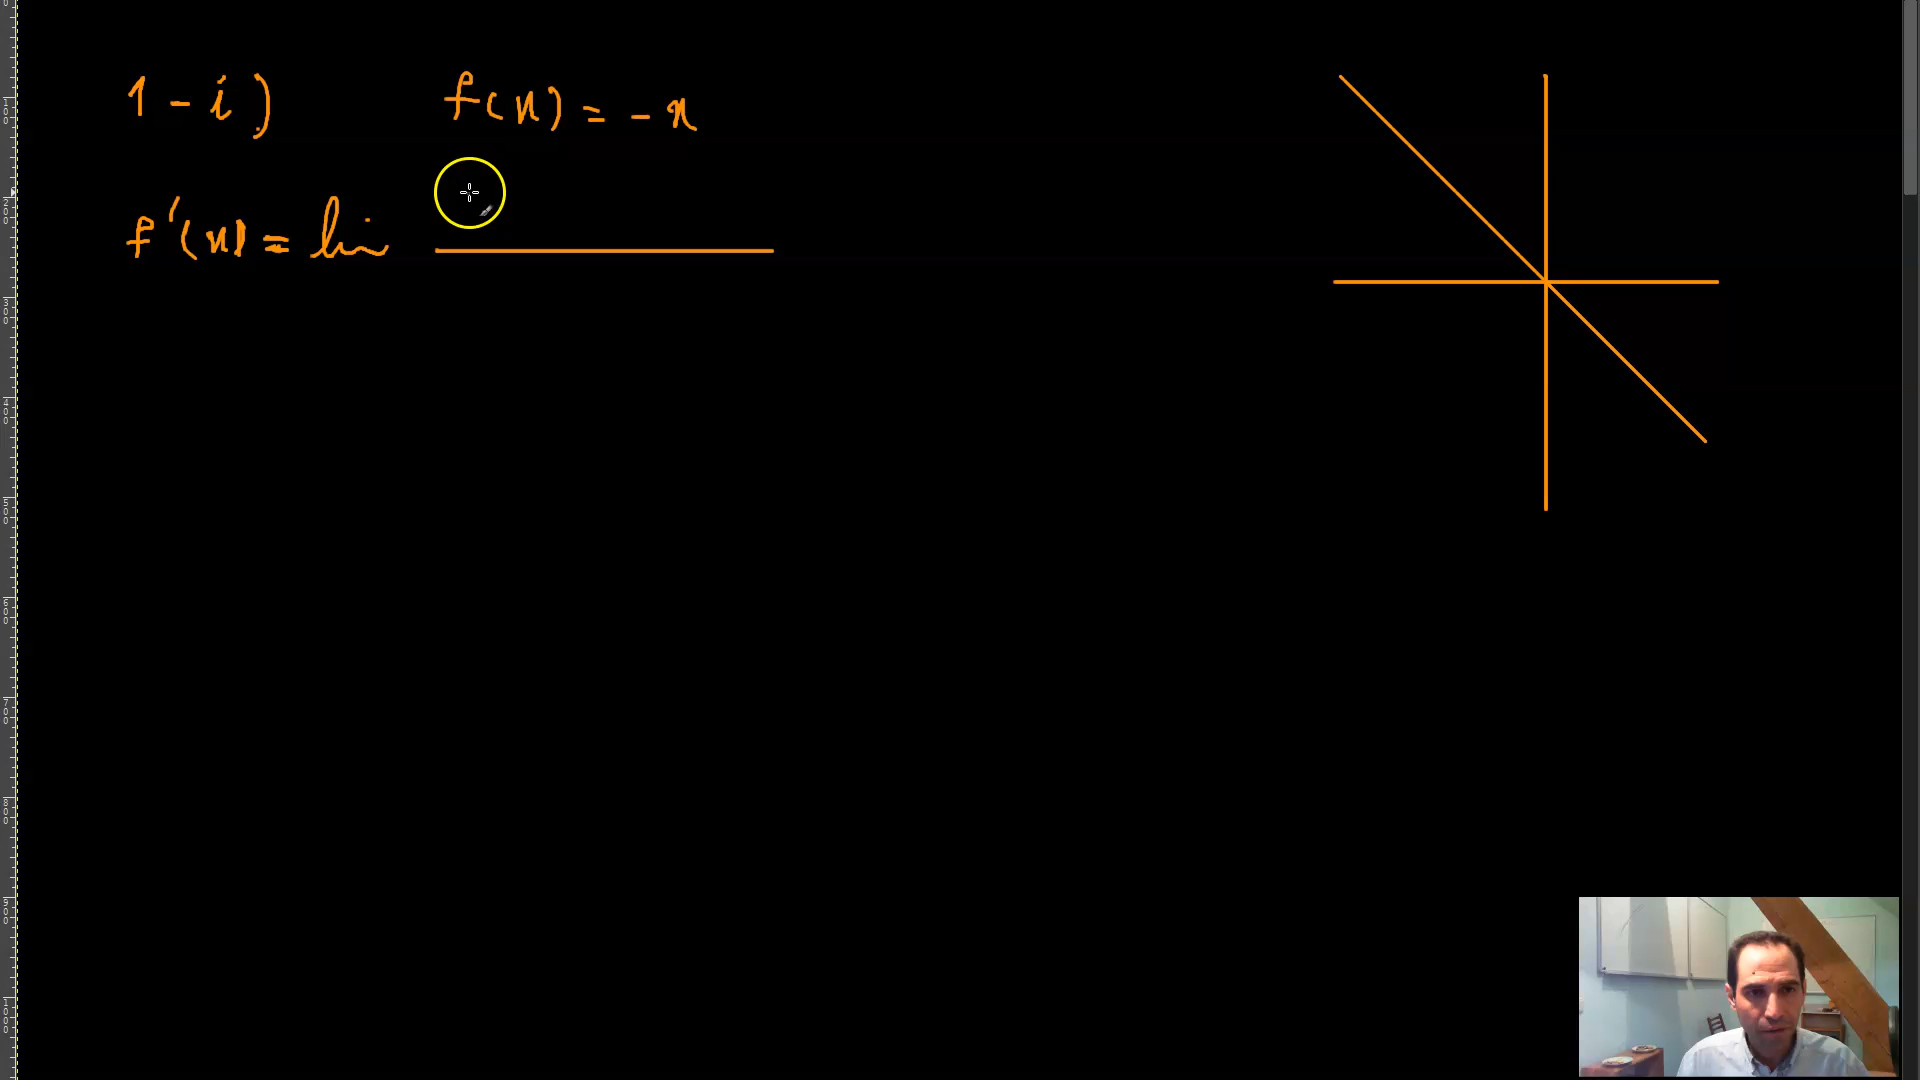 1 - i) f(x) = - x
f'(x) = lim